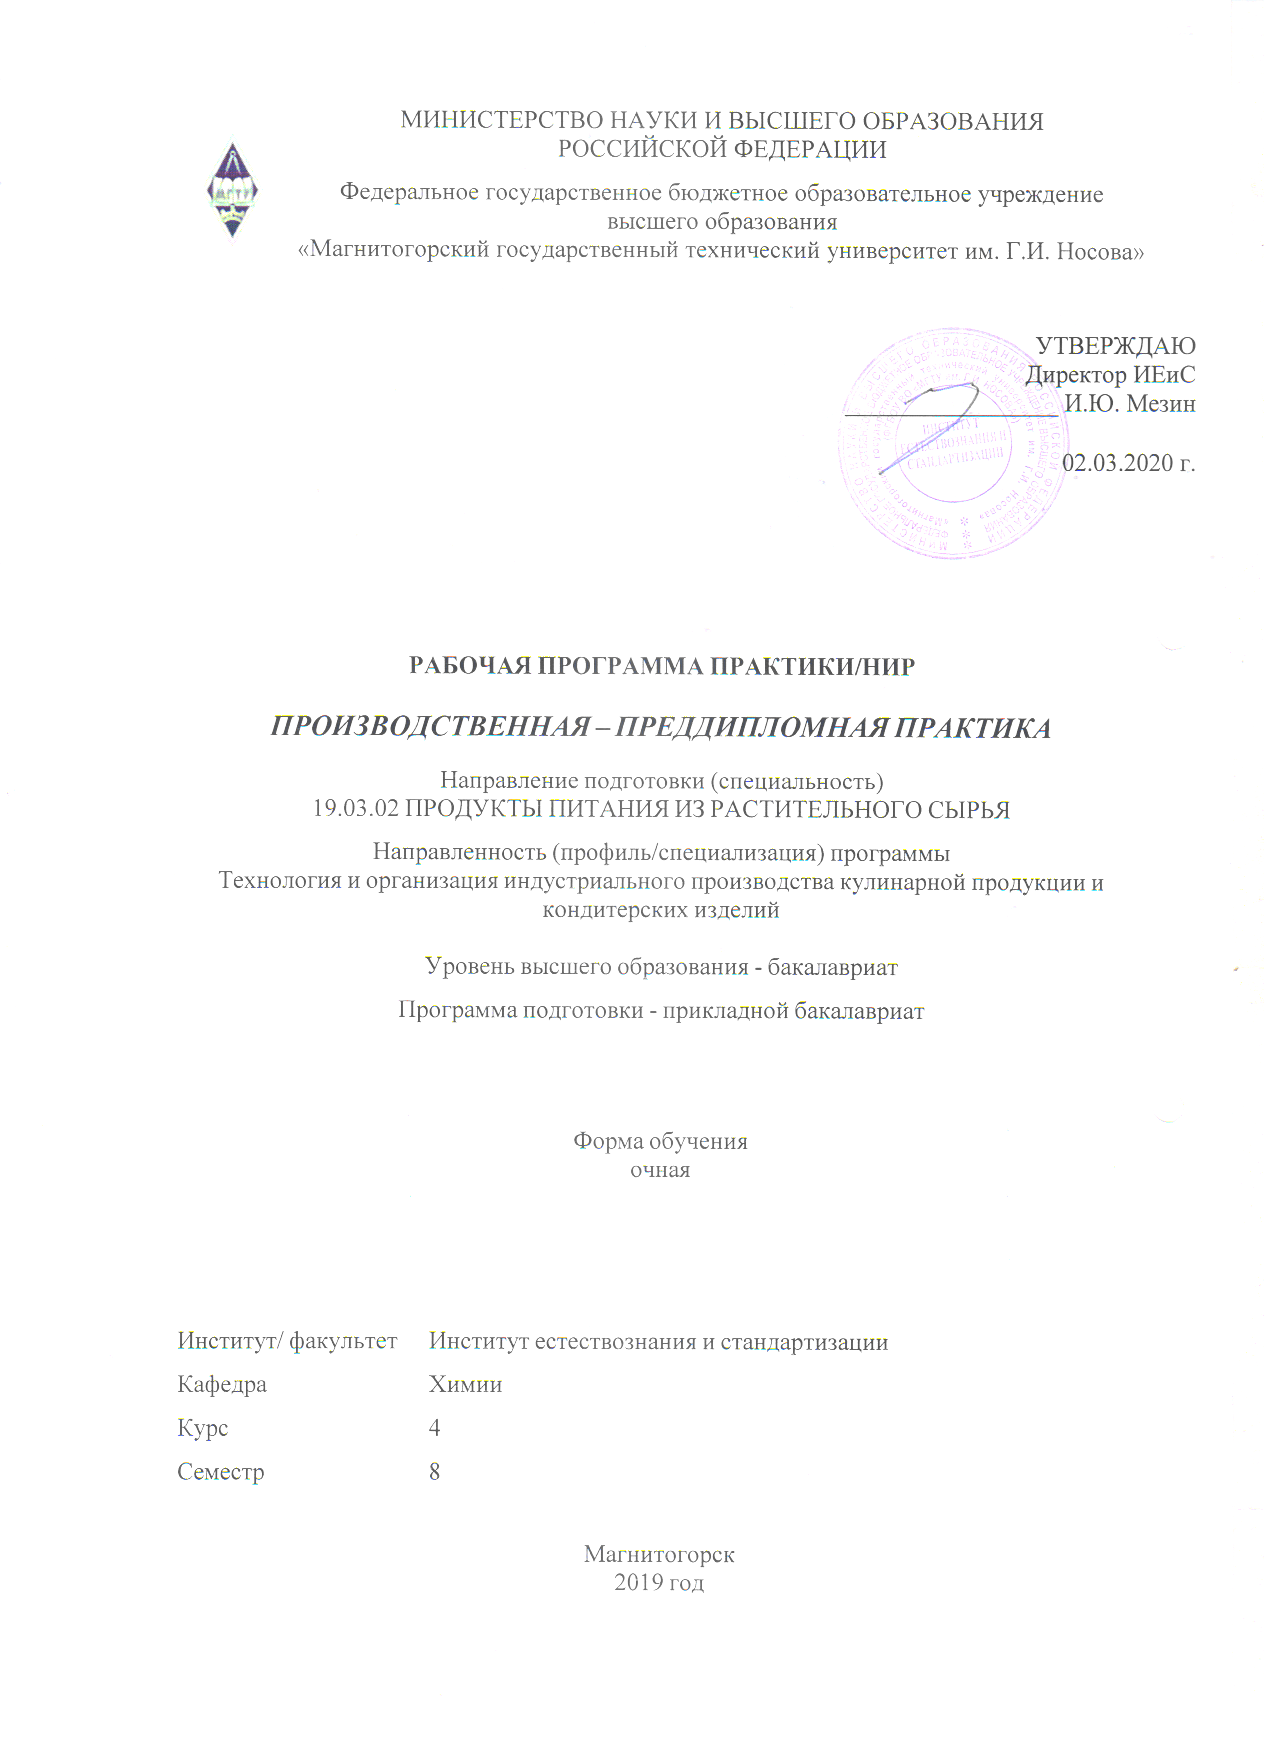 МИНИСТЕРСТВО НАУКИ И ВЫСШЕГО ОБРАЗОВАНИЯ
РОССИЙСКОЙ ФЕДЕРАЦИИ
МГТУ
Федеральное государственное бюджетное образовательное учреждение
высшего образования
«Магнитогорский государственный технический университет им. Г.И. Носова»
УТВЕРЖДАЮ
Директор ИЕиС
И.Ю. Мезин
02.03.2020 г.
ИНСТИТУТ
ЕСТЕСТВОЗНАНИЯ И
СТАНДАРТИЗАЦИИ
РАБОЧАЯ ПРОГРАММА ПРАКТИКИ/НИР
ПРОИЗВОДСТВЕННАЯ – ПРЕДДИПЛОМНАЯ ПРАКТИКА
Направление подготовки (специальность)
19.03.02 ПРОДУКТЫ ПИТАНИЯ ИЗ РАСТИТЕЛЬНОГО СЫРЬЯ
Направленность (профиль/специализация) программы
Технология и организация индустриального производства кулинарной продукции и
кондитерских изделий
Уровень высшего образования - бакалавриат
Программа подготовки - прикладной бакалавриат
Форма обучения
очная
Институт/ факультет Институт естествознания и стандартизации
Кафедра Химии
Курс 4
Семестр 8
Магнитогорск
2019 год